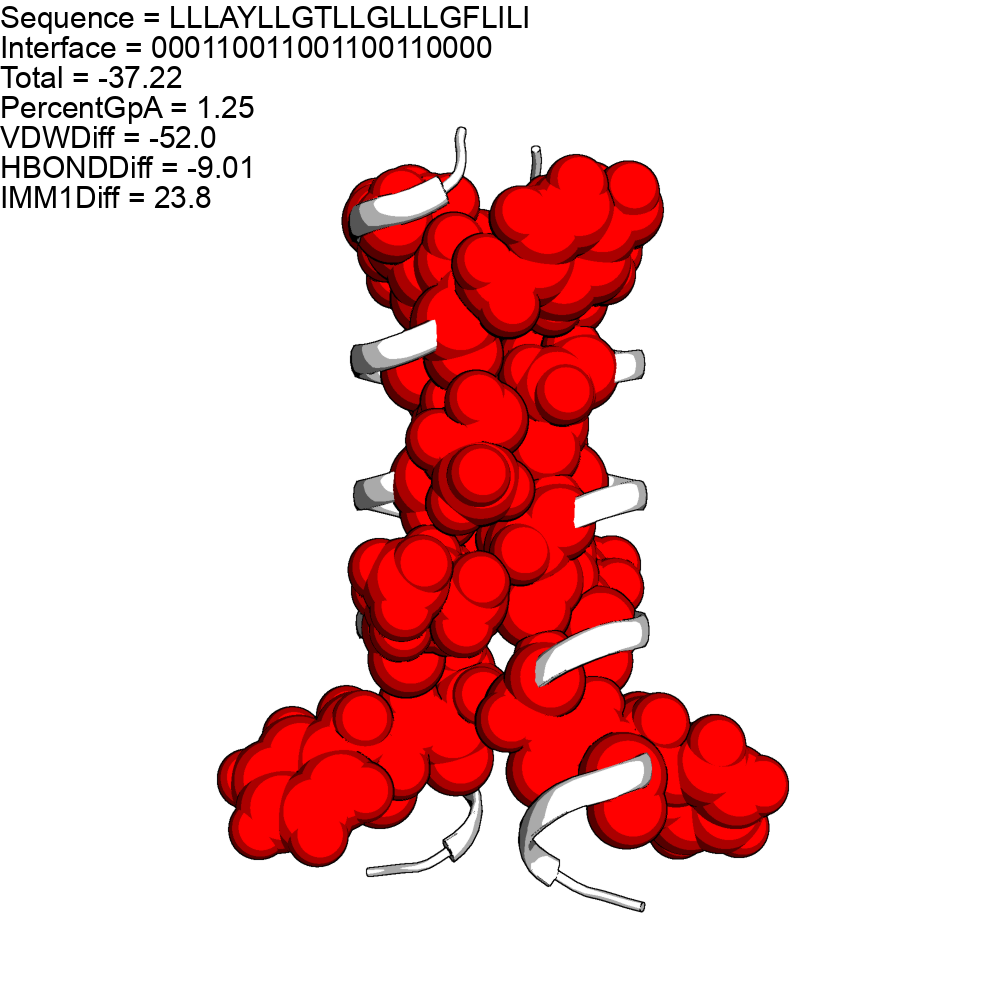 Sequence = LLLAYLLGTLLGLLLGFLILI
Interface = 000110011001100110000
Total = -37.22
PercentGpA = 1.25
VDWDiff = -52.0
HBONDDiff = -9.01
IMM1Diff = 23.8